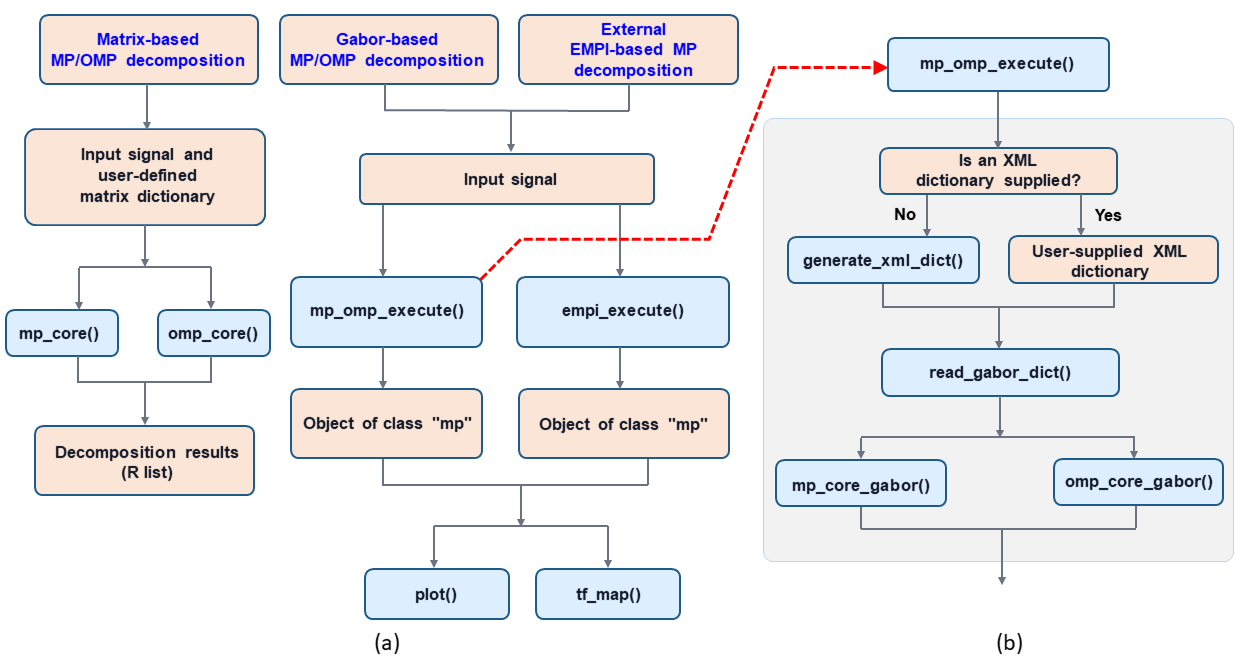 Matrix-based
MP/OMP decomposition
Gabor-based
MP/OMP decomposition
External
EMPI-based MP
decomposition
Input signal and
user-defined
matrix dictionary
Input signal
mp_core()
omp_core()
mp_omp_execute()
empi_execute()
Decomposition results
(R list)
Object of class "mp"
Object of class "mp"
plot()
tf_map()
(a)
mp_omp_execute()
Is an XML
dictionary supplied?
No
Yes
generate_xml_dict()
User-supplied XML
dictionary
read_gabor_dict()
mp_core_gabor()
omp_core_gabor()
(b)